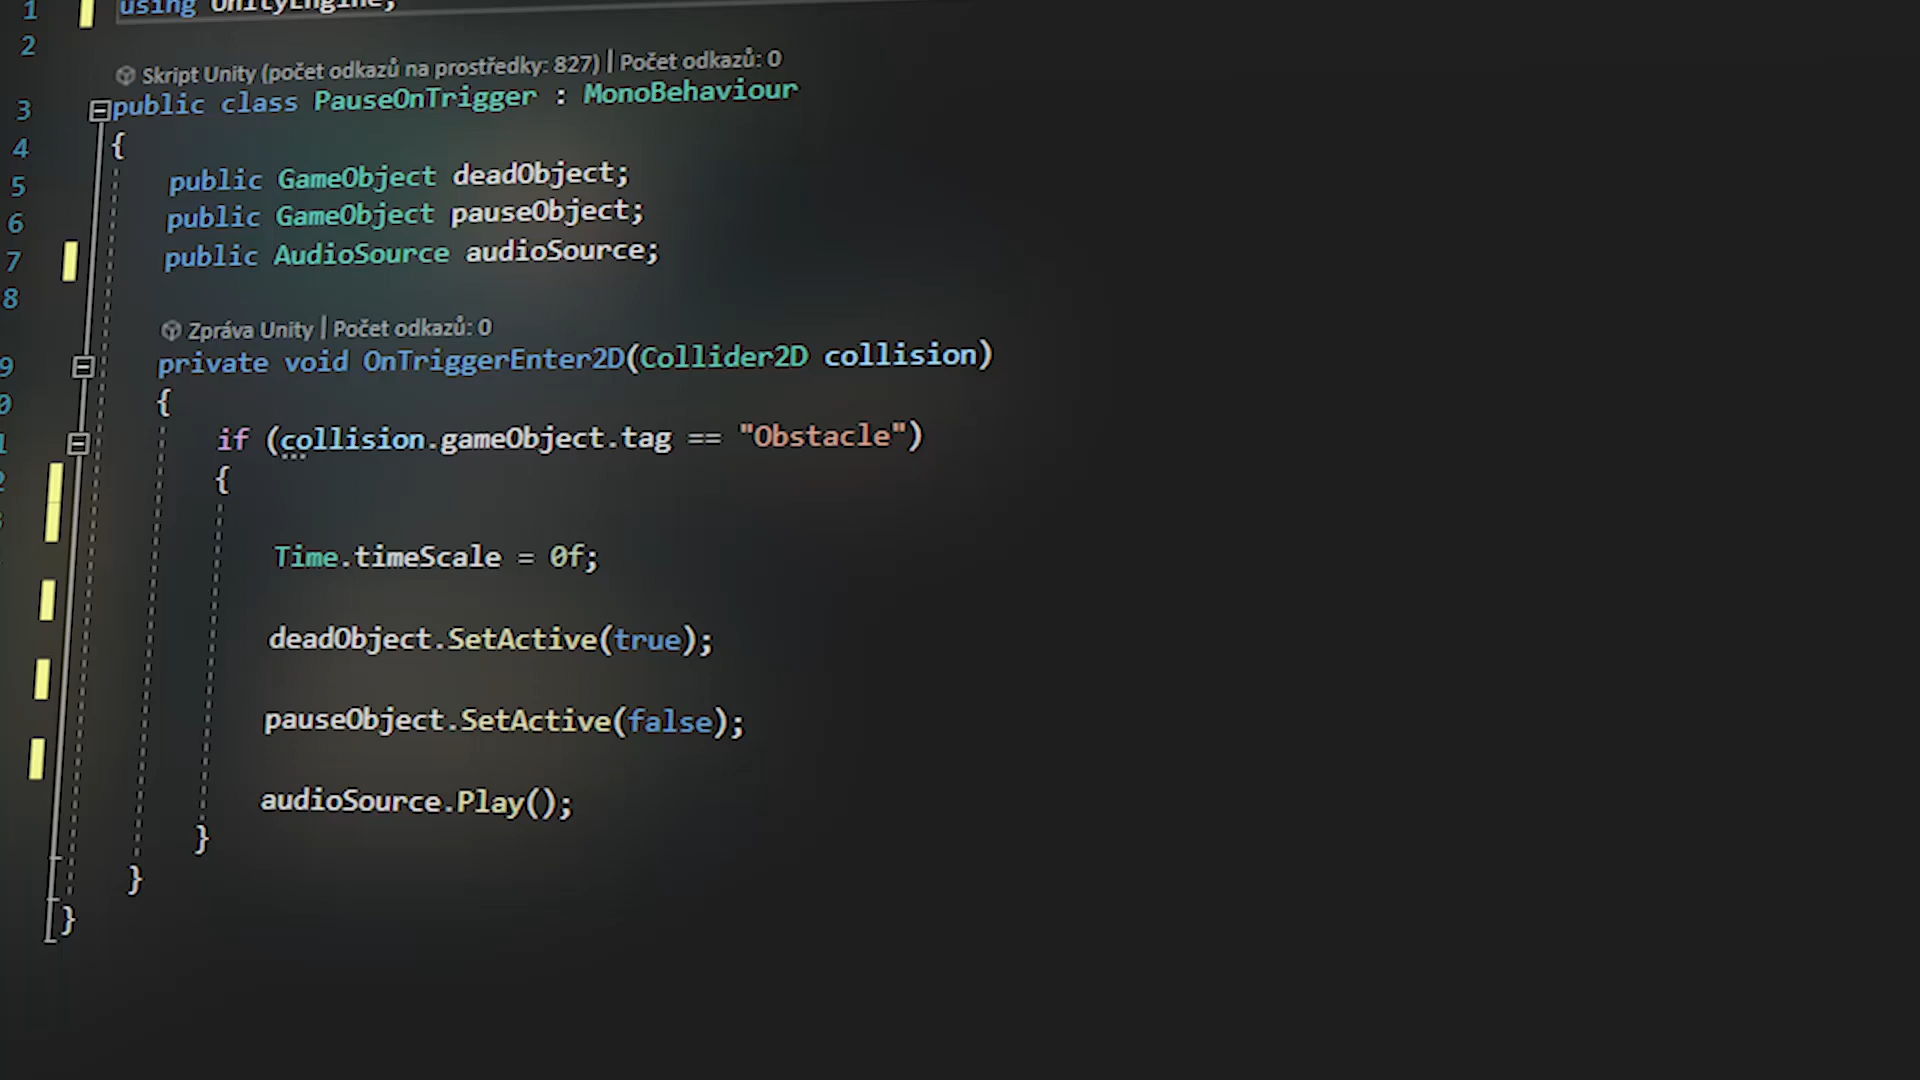 1 using UnityEngine;
2
Skript Unity (počet odkazů na prostředky: 827) | Počet odkazů: 0
3 public class PauseOnTrigger : MonoBehaviour
4 {
5 public GameObject deadObject;
6 public GameObject pauseObject;
7 public AudioSource audioSource;
8
Zpráva Unity | Počet odkazů: 0
9 private void OnTriggerEnter2D(Collider2D collision)
0 {
1 if (collision.gameObject.tag == "Obstacle")
2 {
Time.timeScale = 0f;
deadObject.SetActive(true);
pauseObject.SetActive(false);
audioSource.Play();
}
}
}